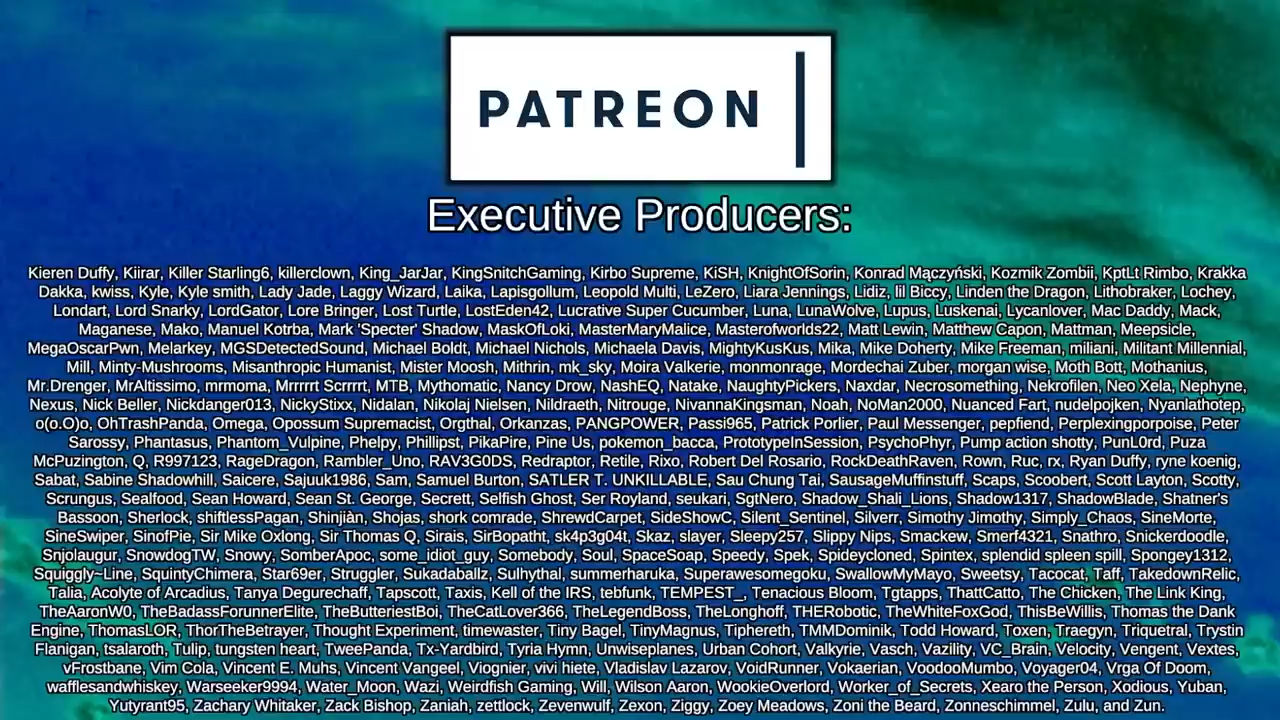 PATREON
Executive Producers:
Kieren Duffy, Kiirar, Killer Starling6, killerclown, King_JarJar, KingSnitchGaming, Kirbo Supreme, KiSH, KnightOfSorin, Konrad Mączyński, Kozmik Zombii, KptLt Rimbo, Krakka
Dakka, kwiss, Kyle, Kyle smith, Lady Jade, Laggy Wizard, Laika, Lapisgollum, Leopold Multi, LeZero, Liara Jennings, Lidiz, lil Biccy, Linden the Dragon, Lithobraker, Lochey,
Londart, Lord Snarky, LordGator, Lore Bringer, Lost Turtle, LostEden42, Lucrative Super Cucumber, Luna, LunaWolve, Lupus, Luskenai, Lycanlover, Mac Daddy, Mack,
Maganese, Mako, Manuel Kotrba, Mark 'Specter' Shadow, MaskOfLoki, MasterMaryMalice, Masterofworlds22, Matt Lewin, Matthew Capon, Mattman, Meepsicle,
MegaOscarPwn, Melarkey, MGSDetectedSound, Michael Boldt, Michael Nichols, Michaela Davis, MightyKusKus, Mika, Mike Doherty, Mike Freeman, miliani, Militant Millennial,
Mill, Minty-Mushrooms, Misanthropic Humanist, Mister Moosh, Mithrin, mk_sky, Moira Valkerie, monmonrage, Mordechai Zuber, morgan wise, Moth Bott, Mothanius,
Mr.Drenger, MrAltissimo, mrmoma, Mrrrrrt Scrrrrt, MTB, Mythomatic, Nancy Drow, NashEQ, Natake, NaughtyPickers, Naxdar, Necrosomething, Nekrofilen, Neo Xela, Nephyne,
Nexus, Nick Beller, Nickdanger013, NickyStixx, Nidalan, Nikolaj Nielsen, Nildraeth, Nitrouge, NivannaKingsman, Noah, NoMan2000, Nuanced Fart, nudelpojken, Nyanlathotep,
o(o.O)o, OhTrashPanda, Omega, Opossum Supremacist, Orgthal, Orkanzas, PANGPOWER, Passi965, Patrick Porlier, Paul Messenger, pepfiend, Perplexingporpoise, Peter
Sarossy, Phantasus, Phantom_Vulpine, Phelpy, Phillipst, PikaPire, Pine Us, pokemon_bacca, PrototypeInSession, PsychoPhyr, Pump action shotty, PunL0rd, Puza
McPuzington, Q, R997123, RageDragon, Rambler_Uno, RAV3G0DS, Redraptor, Retile, Rixo, Robert Del Rosario, RockDeathRaven, Rown, Ruc, rx, Ryan Duffy, ryne koenig,
Sabat, Sabine Shadowhill, Saicere, Sajuuk1986, Sam, Samuel Burton, SATLER T. UNKILLABLE, Sau Chung Tai, SausageMuffinstuff, Scaps, Scoobert, Scott Layton, Scotty,
Scrungus, Sealfood, Sean Howard, Sean St. George, Secrett, Selfish Ghost, Ser Royland, seukari, SgtNero, Shadow_Shali_Lions, Shadow1317, ShadowBlade, Shatner's
Bassoon, Sherlock, shiftlessPagan, Shinjiàn, Shojas, shork comrade, ShrewdCarpet, SideShowC, Silent_Sentinel, Silverr, Simothy Jimothy, Simply_Chaos, SineMorte,
SineSwiper, SinofPie, Sir Mike Oxlong, Sir Thomas Q, Sirais, SirBopatht, sk4p3g04t, Skaz, slayer, Sleepy257, Slippy Nips, Smackew, Smerf4321, Snathro, Snickerdoodle,
Snjolaugur, SnowdogTW, Snowy, SomberApoc, some_idiot_guy, Somebody, Soul, SpaceSoap, Speedy, Spek, Spideycloned, Spintex, splendid spleen spill, Spongey1312,
Squiggly~Line, SquintyChimera, Star69er, Struggler, Sukadaballz, Sulhythal, summerharuka, Superawesomegoku, SwallowMyMayo, Sweetsy, Tacocat, Taff, TakedownRelic,
Talia, Acolyte of Arcadius, Tanya Degurechaff, Tapscott, Taxis, Kell of the IRS, tebfunk, TEMPEST_, Tenacious Bloom, Tgtapps, ThattCatto, The Chicken, The Link King,
TheAaronW0, TheBadassForunnerElite, TheButteriestBoi, TheCatLover366, TheLegendBoss, TheLonghoff, THERobotic, TheWhiteFoxGod, ThisBeWillis, Thomas the Dank
Engine, ThomasLOR, ThorTheBetrayer, Thought Experiment, timewaster, Tiny Bagel, TinyMagnus, Tiphereth, TMMDominik, Todd Howard, Toxen, Traegyn, Triquetral, Trystin
Flanigan, tsalaroth, Tulip, tungsten heart, TweePanda, Tx-Yardbird, Tyria Hymn, Unwiseplanes, Urban Cohort, Valkyrie, Vasch, Vazility, VC_Brain, Velocity, Vengent, Vextes,
vFrostbane, Vim Cola, Vincent E. Muhs, Vincent Vangeel, Viognier, vivi hiete, Vladislav Lazarov, VoidRunner, Vokaerian, VoodooMumbo, Voyager04, Vrga Of Doom,
wafflesandwhiskey, Warseeker9994, Water_Moon, Wazi, Weirdfish Gaming, Will, Wilson Aaron, WookieOverlord, Worker_of_Secrets, Xearo the Person, Xodious, Yuban,
Yutyrant95, Zachary Whitaker, Zack Bishop, Zaniah, zettlock, Zevenwulf, Zexon, Ziggy, Zoey Meadows, Zoni the Beard, Zonneschimmel, Zulu, and Zun.